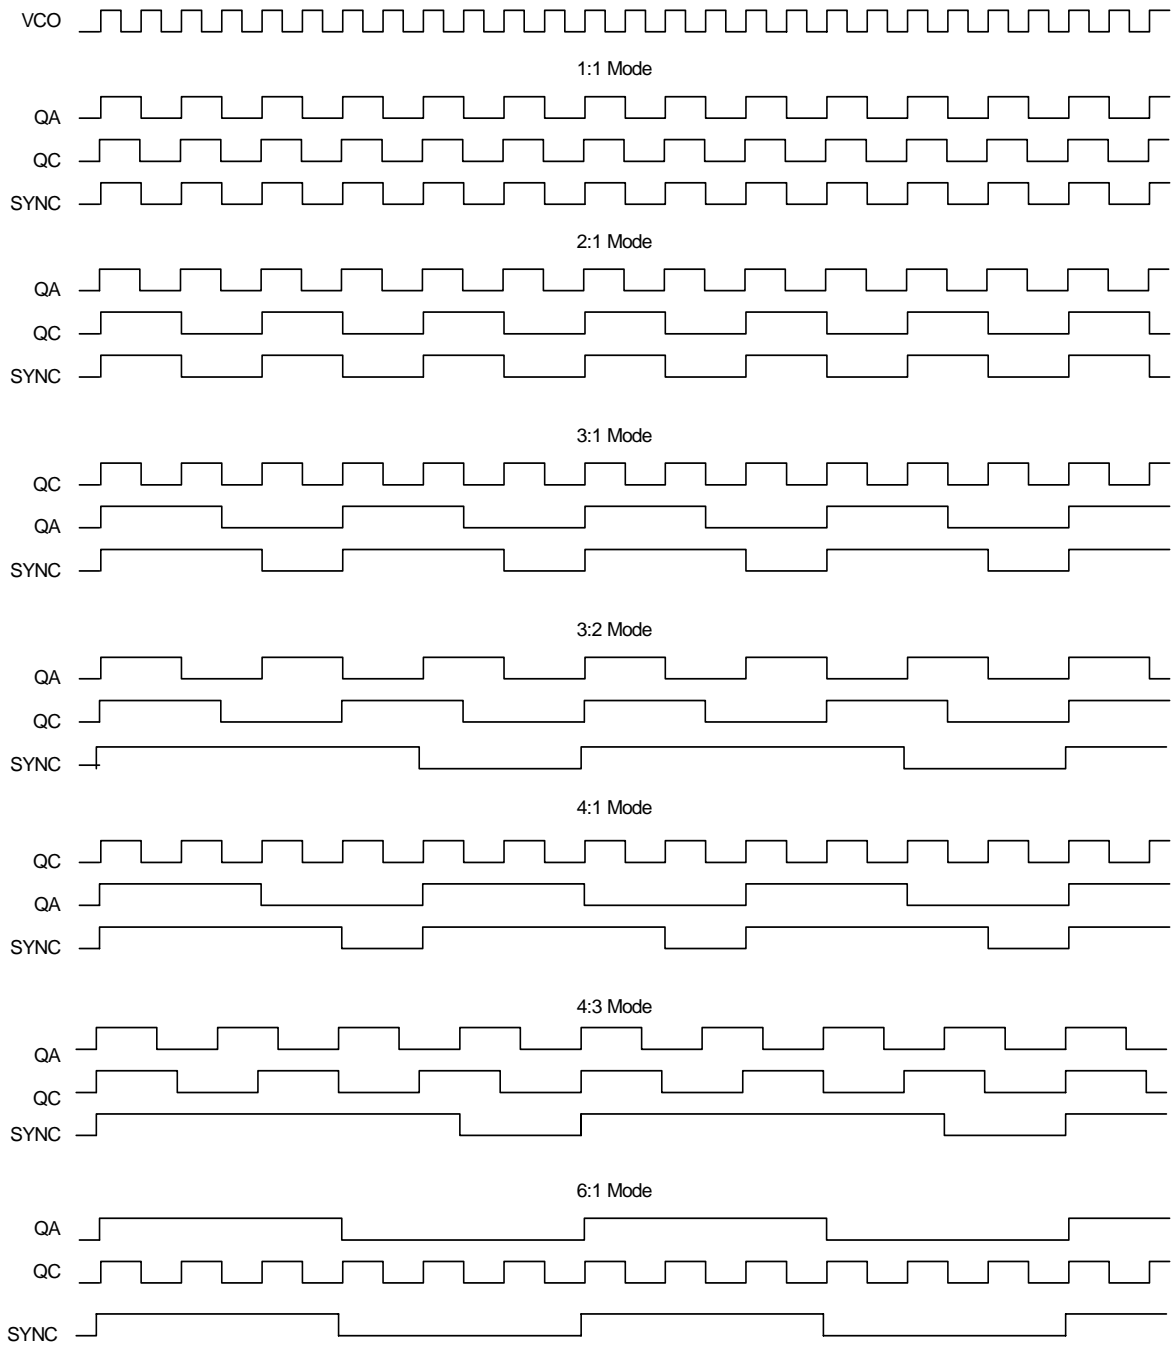 VCO
1:1 Mode
QA
QC
SYNC
2:1 Mode
QA
QC
SYNC
3:1 Mode
QC
QA
SYNC
3:2 Mode
QA
QC
SYNC
4:1 Mode
QC
QA
SYNC
4:3 Mode
QA
QC
SYNC
6:1 Mode
QA
QC
SYNC